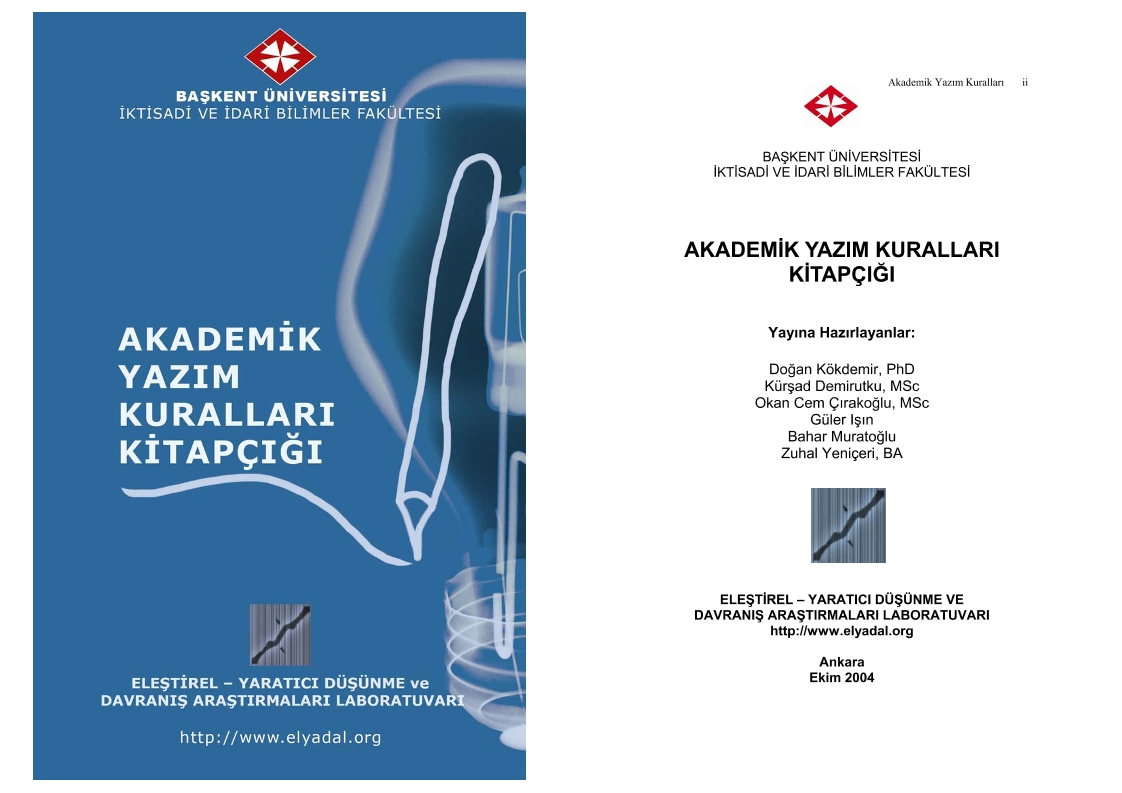 BAŞKENT ÜNİVERSİTESİ
İKTİSADİ VE İDARİ BİLİMLER FAKÜLTESİ
AKADEMİK
YAZIM
KURALLARI
KİTAPÇIĞI
ELEŞTİREL – YARATICI DÜŞÜNME ve
DAVRANIŞ ARAŞTIRMALARI LABORATUVARI
http://www.elyadal.org
Akademik Yazım Kuralları ii
BAŞKENT ÜNİVERSİTESİ
İKTİSADİ VE İDARİ BİLİMLER FAKÜLTESİ
AKADEMİK YAZIM KURALLARI
KİTAPÇIĞI
Yayına Hazırlayanlar:
Doğan Kökdemir, PhD
Kürşad Demirutku, MSc
Okan Cem Çırakoğlu, MSc
Güler Işın
Bahar Muratoğlu
Zuhal Yeniçeri, BA
ELEŞTİREL – YARATICI DÜŞÜNME VE
DAVRANIŞ ARAŞTIRMALARI LABORATUVARI
http://www.elyadal.org
Ankara
Ekim 2004